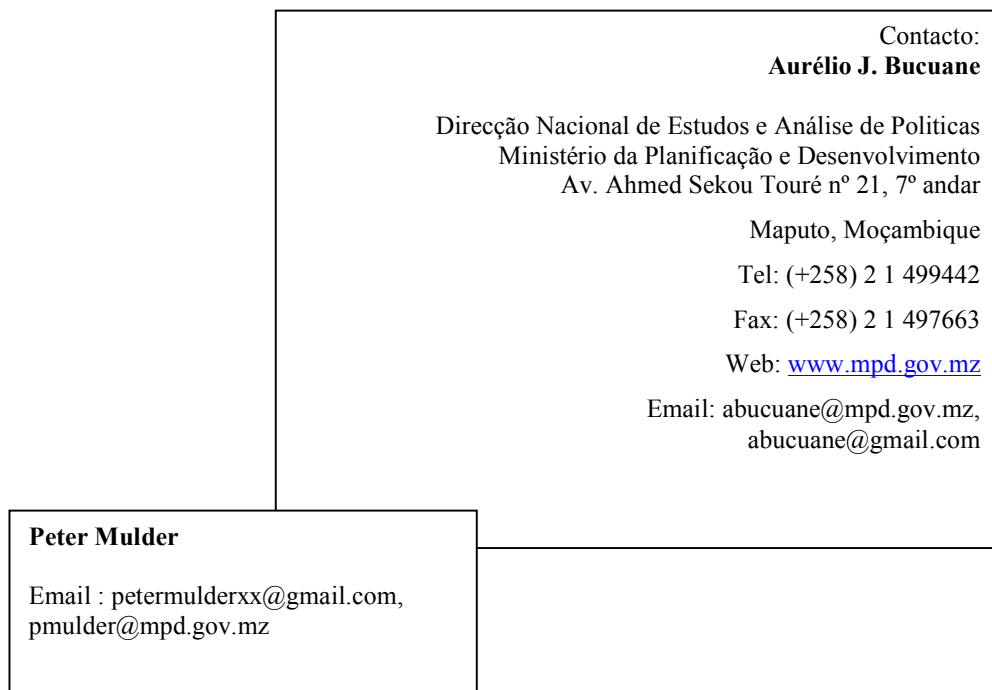 Contacto:
Aurélio J. Bucuane
Direcção Nacional de Estudos e Análise de Politicas
Ministério da Planificação e Desenvolvimento
Av. Ahmed Sekou Touré nº 21, 7º andar
Maputo, Moçambique
Tel: (+258) 2 1 499442
Fax: (+258) 2 1 497663
Web: www.mpd.gov.mz
Email: abucuane@mpd.gov.mz,
abucuane@gmail.com
Peter Mulder
Email : petermulderxx@gmail.com,
pmulder@mpd.gov.mz